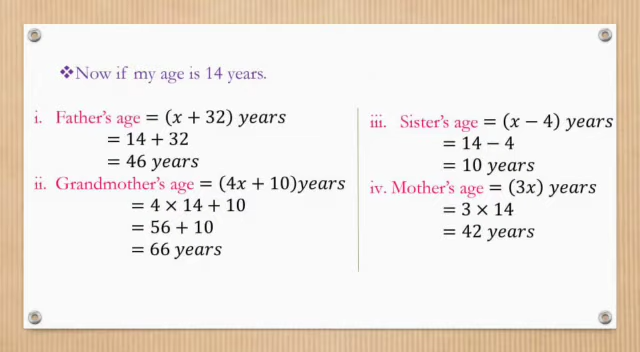 ❖Now if my age is 14 years.
i. Father's age = (x + 32) years
= 14 + 32
= 46 years
ii. Grandmother's age = (4x + 10)years
= 4 × 14 + 10
= 56 + 10
= 66 years
iii. Sister's age = (x − 4) years
= 14 − 4
= 10 years
iv. Mother's age = (3x) years
= 3 × 14
= 42 years